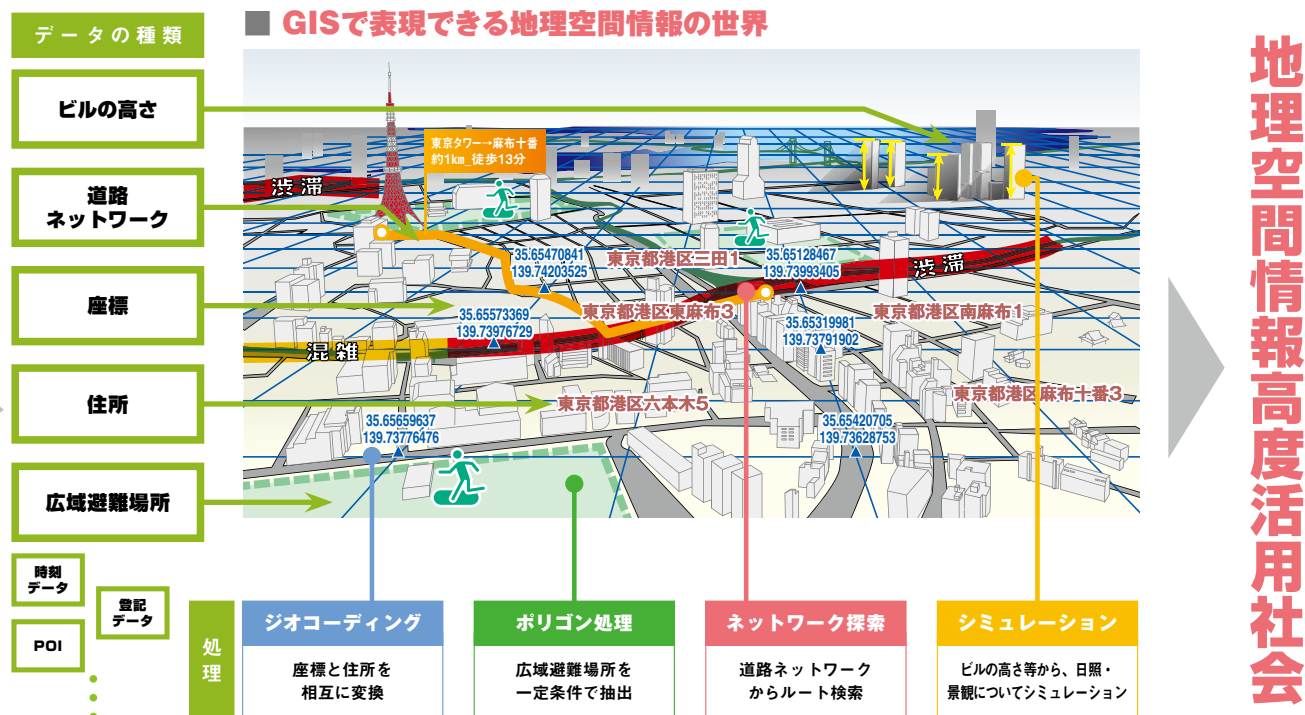 データの種類
■ GISで表現できる地理空間情報の世界
ビルの高さ
道路
ネットワーク
座標
住所
広域避難場所
時刻
データ
登記
データ
POI
東京タワー→麻布十番
約1km_徒歩13分
渋滞
35.65470841
139.74203525
東京都港区三田1
35.65128467
139.73993405
渋滞
35.65573369
139.73976729
東京都港区東麻布3
35.65319981
139.73791902
東京都港区南麻布1
混雑
東京都港区六本木5
東京都港区麻布十番3
35.65659637
139.73776476
35.65420705
139.73628753
処理
ジオコーディング
座標と住所を
相互に変換
ポリゴン処理
広域避難場所を
一定条件で抽出
ネットワーク探索
道路ネットワーク
からルート検索
シミュレーション
ビルの高さ等から、日照・
景観についてシミュレーション
地理空間情報高度活用社会